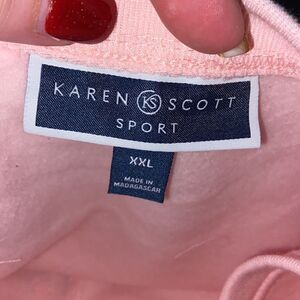 KAREN KS SCOTT
SPORT
XXL
MADE IN
MADAGASCAR